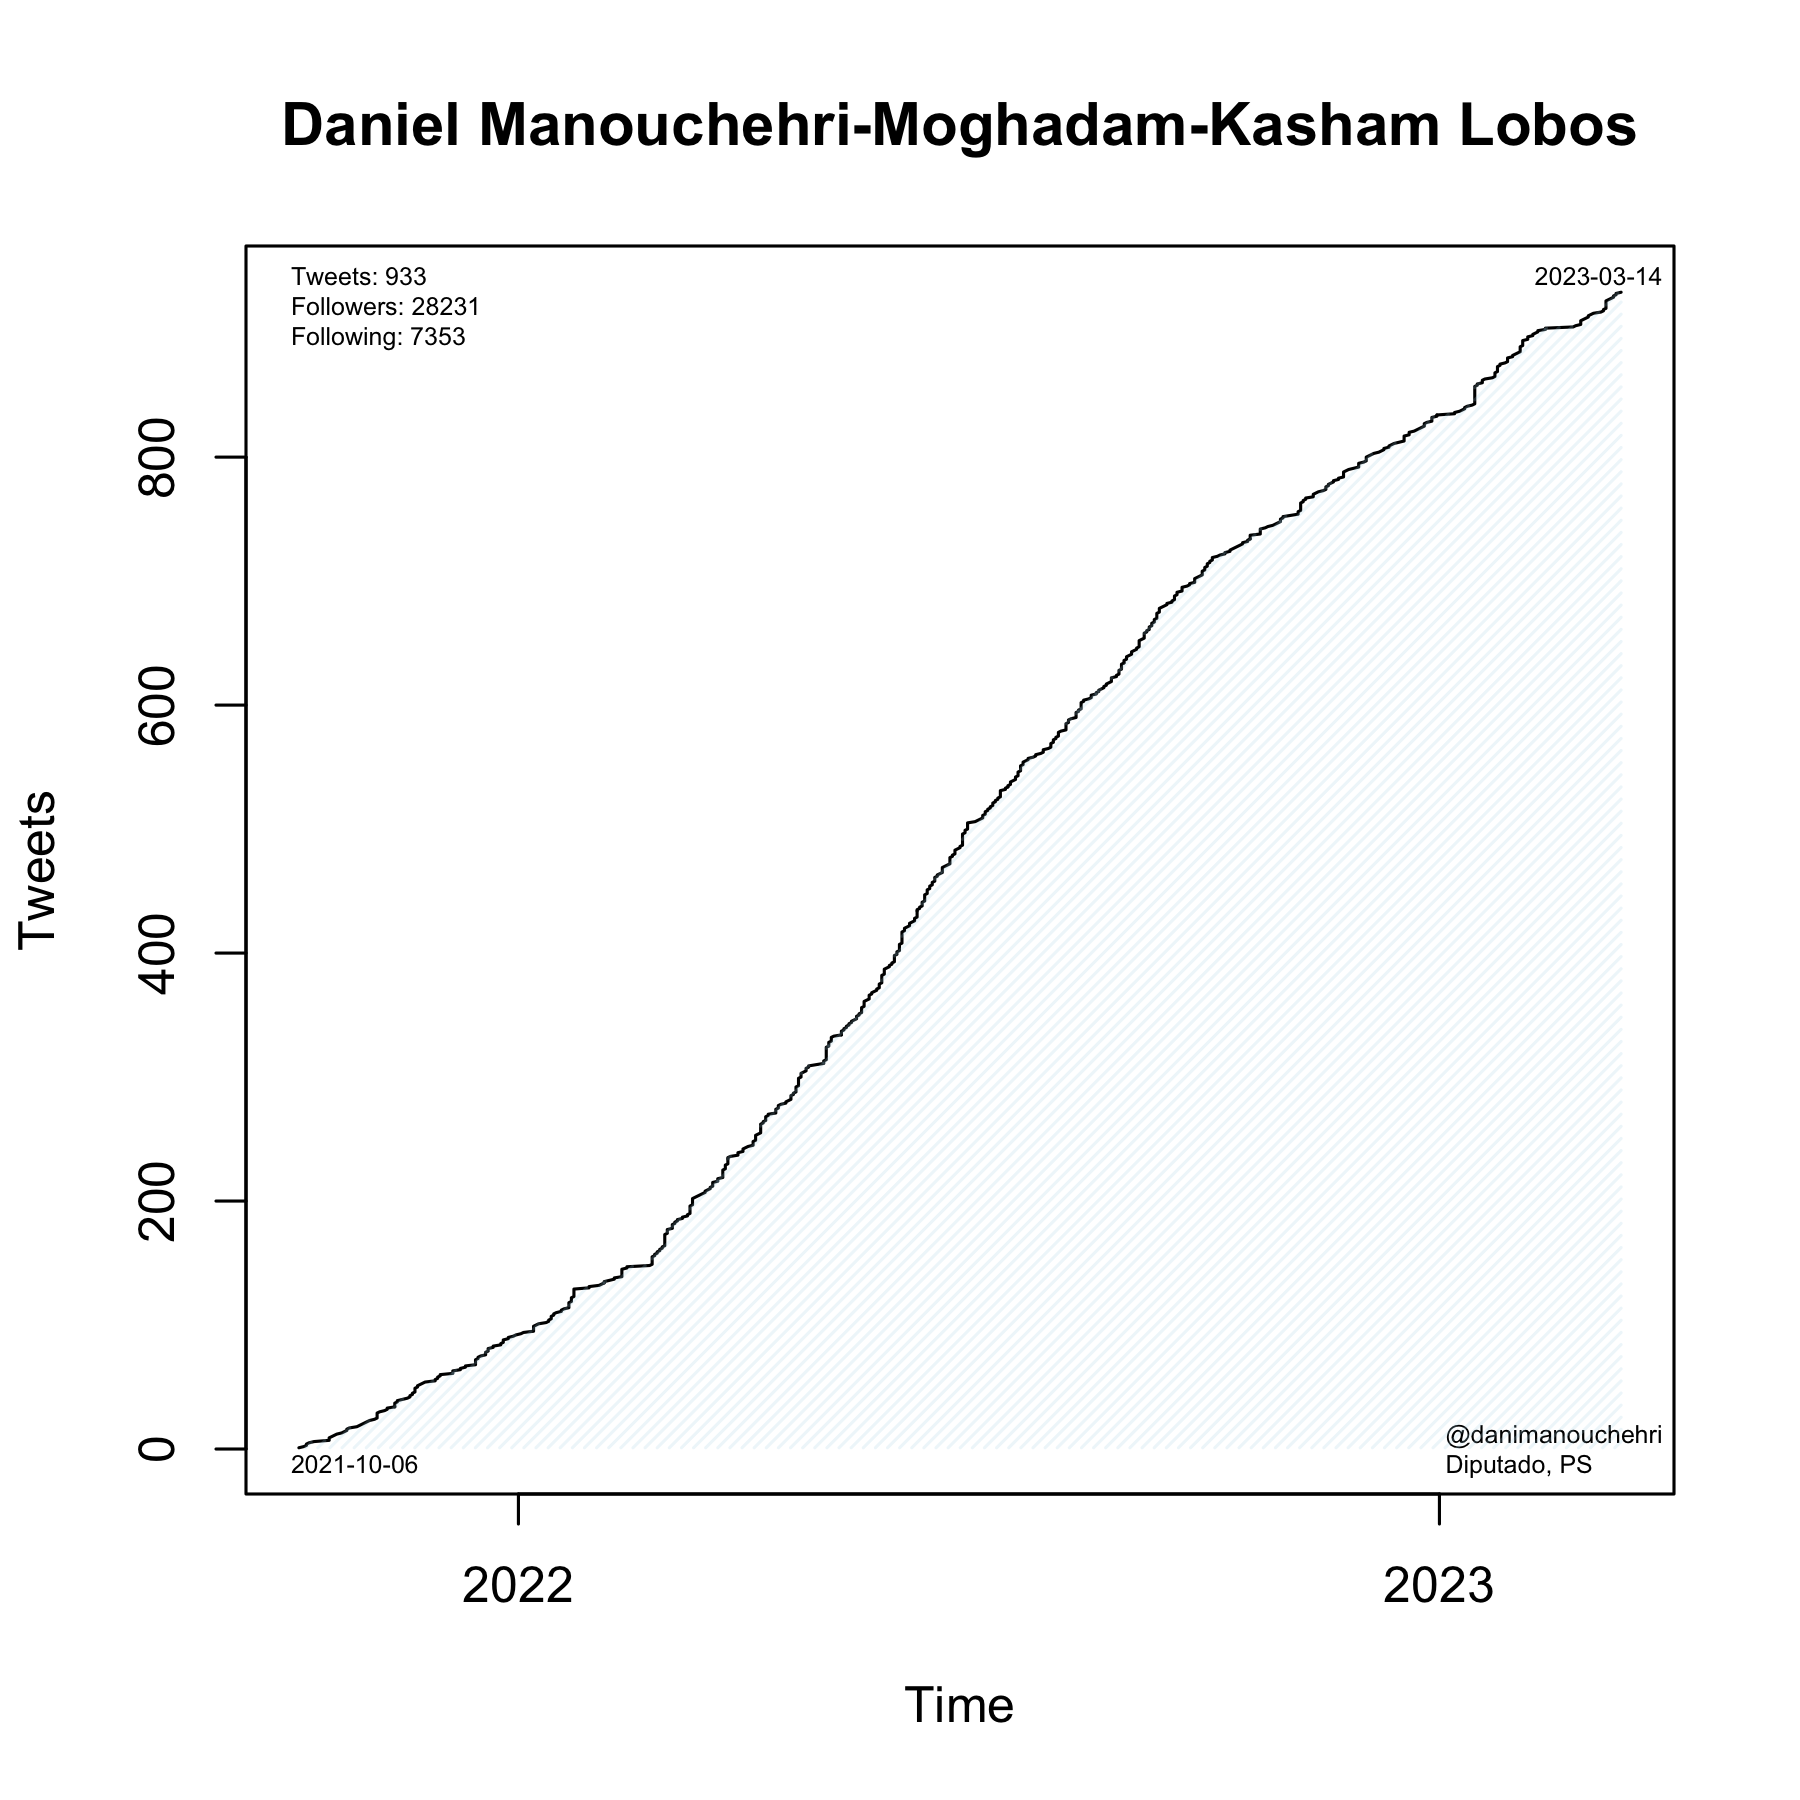 Daniel Manouchehri-Moghadam-Kasham Lobos
Tweets: 933
Followers: 28231
Following: 7353
2023-03-14
800
600
400
200
0
Tweets
2021-10-06
@danimanouchehri
Diputado, PS
2022
2023
Time